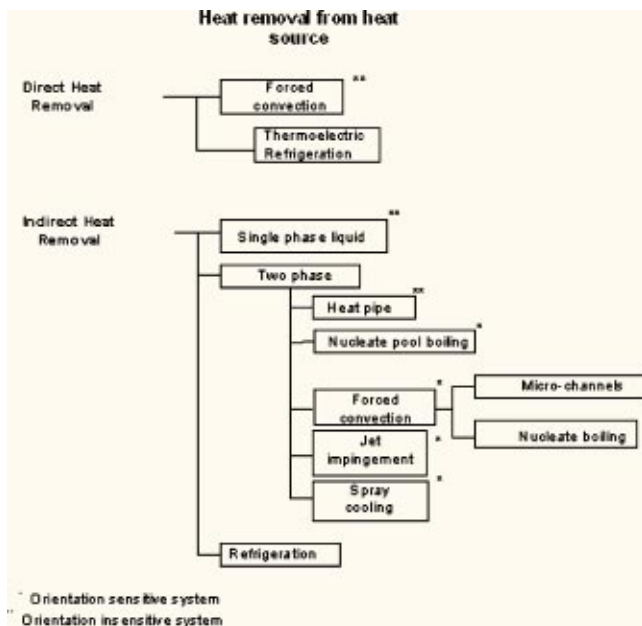 Heat removal from heat
source
Direct Heat
Removal
Forced
convection
**
Thermoelectric
Refrigeration
Indirect Heat
Removal
Single phase liquid
**
Two phase
Heat pipe
**
Nucleate pool boiling
*
Forced
convection
*
Micro-channels
Nucleate boiling
Jet
impingement
*
Spray
cooling
*
Refrigeration
* Orientation sensitive system
** Orientation insensitive system